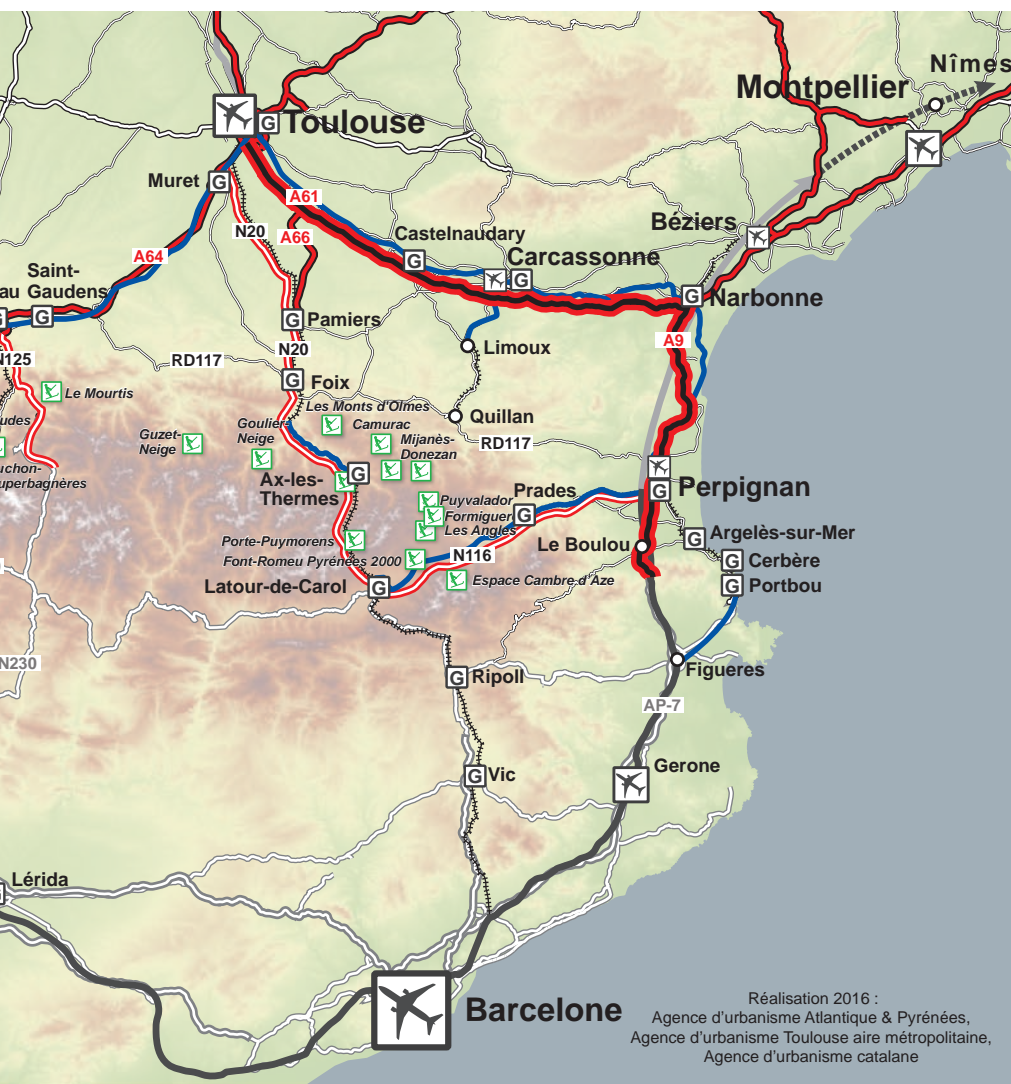 Nîmes
Montpellier
G
Toulouse
Muret G
A61
N20
A66
Béziers
Castelnaudary
G
A64
Carcassonne
G
Saint-
au Gaudens
G
G
Narbonne
G Pamiers
A9
N125
RD117
N20
Limoux
G Foix
Le Mourtis
Les Monts d'Olmes
Quillan
Goulier-
Neige
Camurac
udes
Guzet-
Neige
Mijanès-
Donezan
RD117
uchon-
uperbagnères
Ax-les-
Thermes
G
Prades
G
Perpignan
G
Puyvalador
Formiguer
Les Angles
Porte-Puymorens
G Argelès-sur-Mer
Le Boulou
Font-Romeu Pyrénées 2000
N116
G Cerbère
Latour-de-Carol G
Espace Cambre d'Aze
G Portbou
N230
G Ripoll
Figueres
AP-7
G Vic
Gerone
Lérida
Barcelone
Réalisation 2016 :
Agence d'urbanisme Atlantique & Pyrénées,
Agence d'urbanisme Toulouse aire métropolitaine,
Agence d'urbanisme catalane